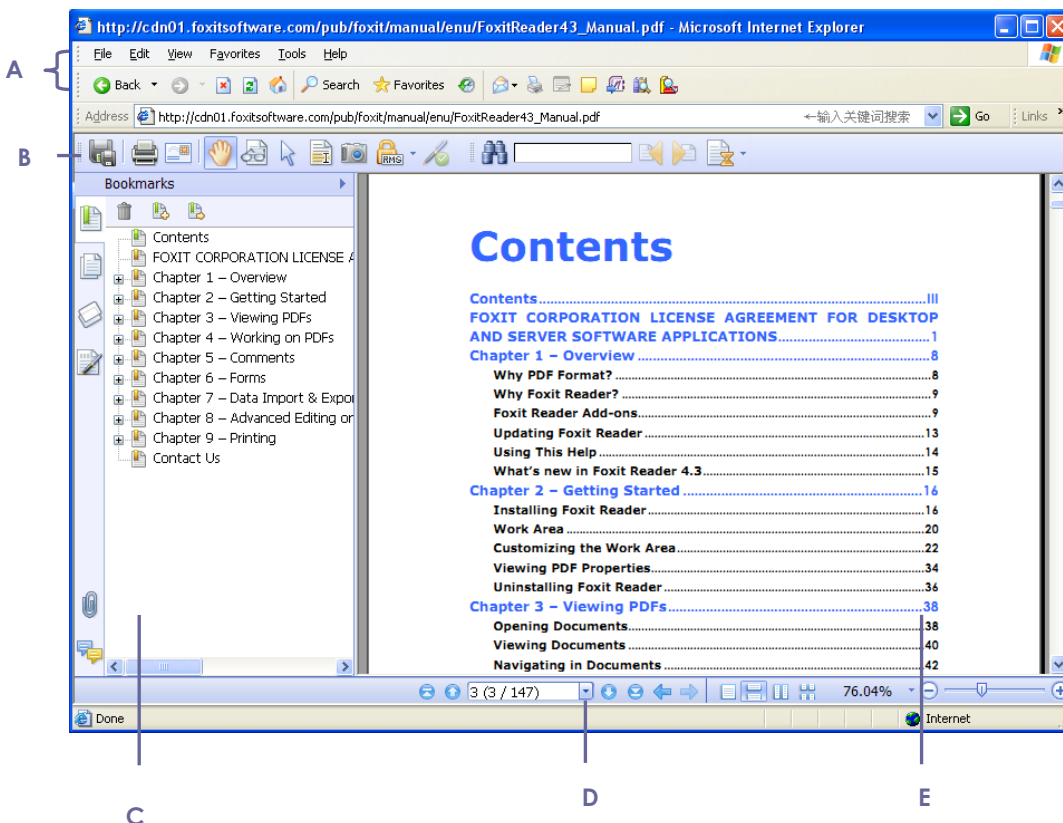 http://cdn01.foxitsoftware.com/pub/foxit/manual/enu/FoxitReader43_Manual.pdf - Microsoft Internet Explorer
A
File Edit View Favorites Tools Help
Back Search Favorites
Address http://cdn01.foxitsoftware.com/pub/foxit/manual/enu/FoxitReader43_Manual.pdf ←输入关键词搜索 Go Links
B
RMS
Bookmarks
Contents
FOXIT CORPORATION LICENSE A
Chapter 1 – Overview
Chapter 2 – Getting Started
Chapter 3 – Viewing PDFs
Chapter 4 – Working on PDFs
Chapter 5 – Comments
Chapter 6 – Forms
Chapter 7 – Data Import & Expor
Chapter 8 – Advanced Editing on
Chapter 9 – Printing
Contact Us
Contents
Contents.....III
FOXIT CORPORATION LICENSE AGREEMENT FOR DESKTOP
AND SERVER SOFTWARE APPLICATIONS.....1
Chapter 1 – Overview.....8
Why PDF Format?.....8
Why Foxit Reader?.....9
Foxit Reader Add-ons.....9
Updating Foxit Reader.....13
Using This Help.....14
What's new in Foxit Reader 4.3.....15
Chapter 2 – Getting Started.....16
Installing Foxit Reader.....16
Work Area.....20
Customizing the Work Area.....22
Viewing PDF Properties.....34
Uninstalling Foxit Reader.....36
Chapter 3 – Viewing PDFs.....38
Opening Documents.....38
Viewing Documents.....40
Navigating in Documents.....42
3 (3 / 147) 76.04%
Done Internet
C D E